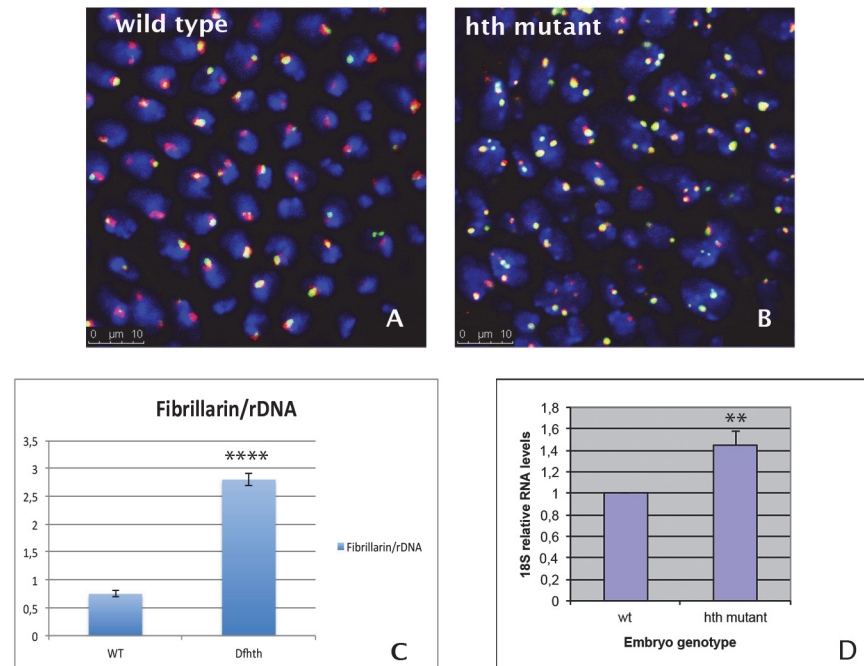 wild type
A
0 µm 10
hth mutant
B
0 µm 10
Fibrillarin/rDNA
3,5
3
2,5
2
1,5
1
0,5
0
****
WT
Dfhth
Fibrillarin/rDNA
C
18S relative RNA levels
1,8
1,6
1,4
1,2
1
0,8
0,6
0,4
0,2
0
**
wt
hth mutant
Embryo genotype
D